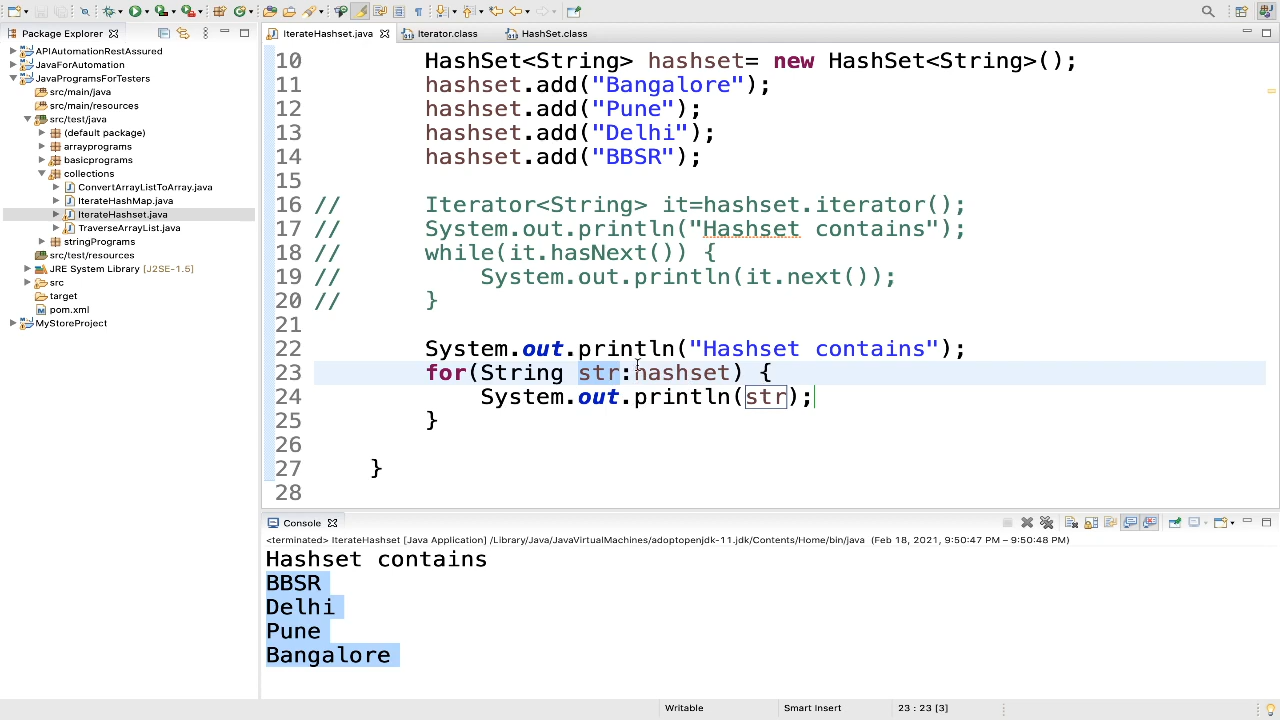 Package Explorer
APIAutomationRestAssured
JavaForAutomation
JavaProgramsForTesters
src/main/java
src/main/resources
src/test/java
(default package)
arrayprograms
basicprograms
collections
ConvertArrayListToArray.java
IterateHashMap.java
IterateHashset.java
TraverseArrayList.java
stringPrograms
src/test/resources
JRE System Library [J2SE-1.5]
src
target
pom.xml
MyStoreProject
IterateHashset.java Iterator.class HashSet.class
10 HashSet<String> hashset= new HashSet<String>();
11 hashset.add("Bangalore");
12 hashset.add("Pune");
13 hashset.add("Delhi");
14 hashset.add("BBSR");
15
16 // Iterator<String> it=hashset.iterator();
17 // System.out.println("Hashset contains");
18 // while(it.hasNext()) {
19 // System.out.println(it.next());
20 // }
21
22 System.out.println("Hashset contains");
23 for(String str:hashset) {
24 System.out.println(str);
25 }
26
27 }
28
Console
<terminated> IterateHashset [Java Application] /Library/Java/JavaVirtualMachines/adoptopenjdk-11.jdk/Contents/Home/bin/java (Feb 18, 2021, 9:50:47 PM – 9:50:48 PM)
Hashset contains
BBSR
Delhi
Pune
Bangalore
Writable Smart Insert 23 : 23 [3]